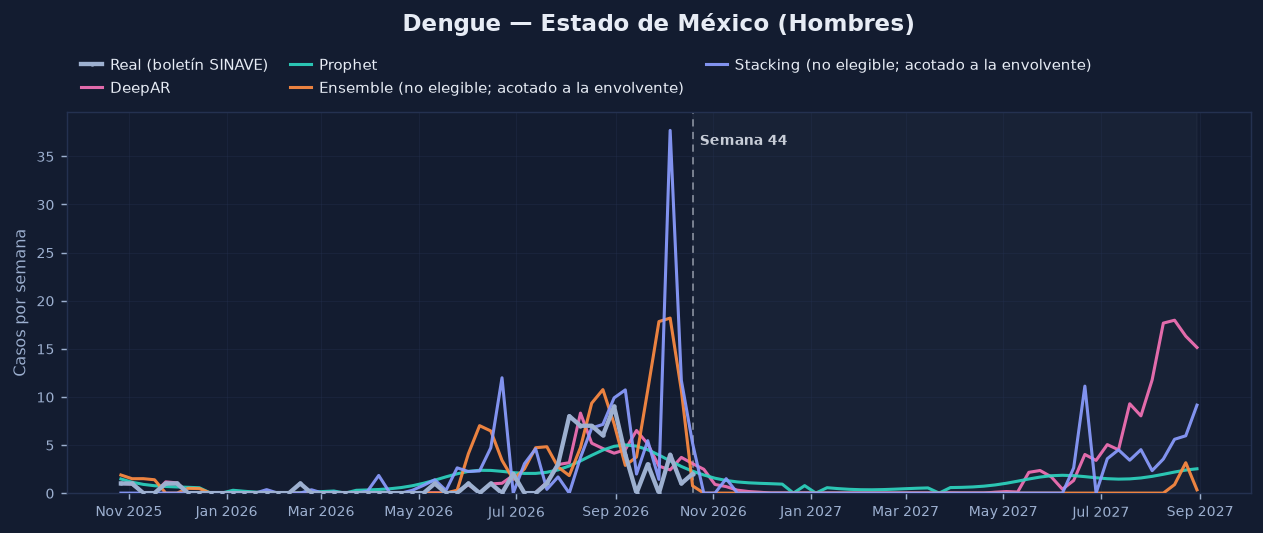 Dengue — Estado de México (Hombres)
Real (boletín SINAVE)
Prophet
Stacking (no elegible; acotado a la envolvente)
DeepAR
Ensemble (no elegible; acotado a la envolvente)
Semana 44
Casos por semana
35
30
25
20
15
10
5
0
Nov 2025
Jan 2026
Mar 2026
May 2026
Jul 2026
Sep 2026
Nov 2026
Jan 2027
Mar 2027
May 2027
Jul 2027
Sep 2027